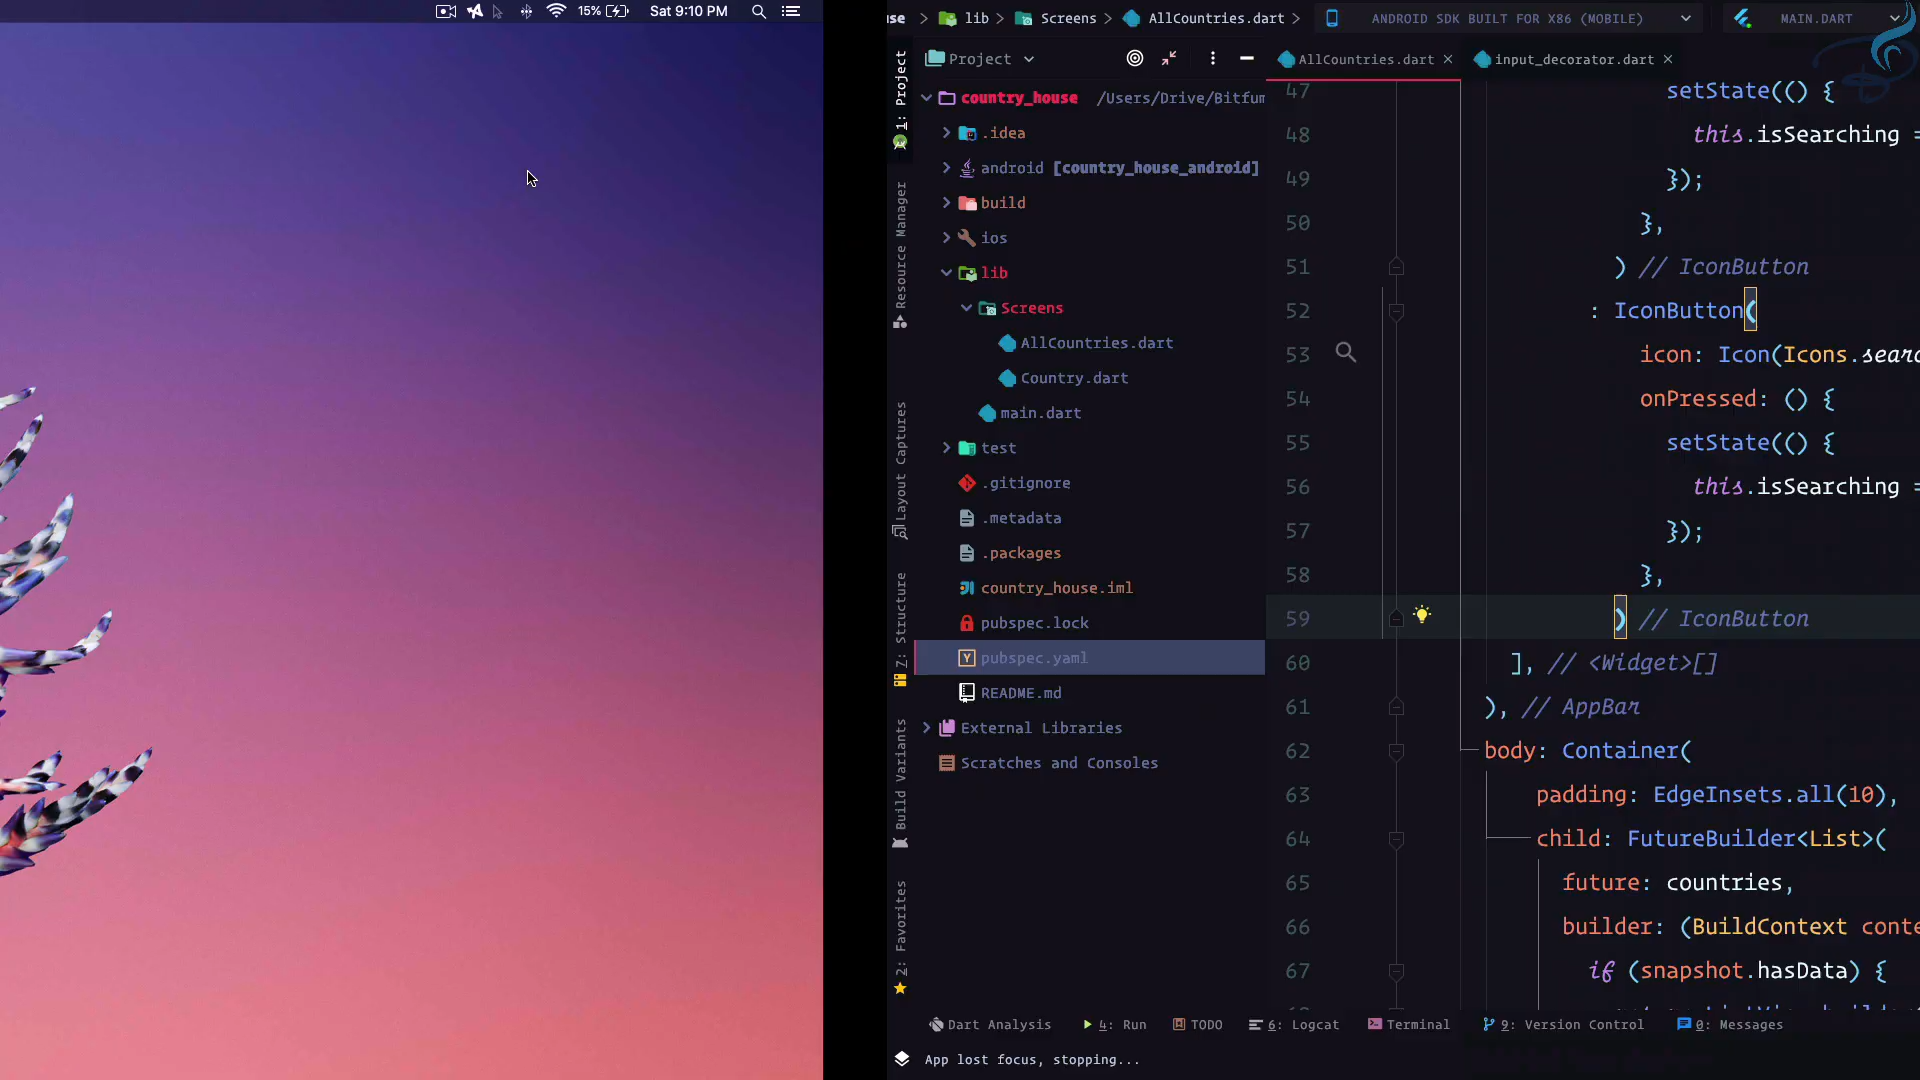 15%
Sat 9:10 PM
lib
Screens
AllCountries.dart
ANDROID SDK BUILT FOR X86 (MOBILE)
MAIN.DART
Project
AllCountries.dart
input_decorator.dart
1: Project
Resource Manager
Layout Captures
7: Structure
Build Variants
2: Favorites
country_house /Users/Drive/Bitfum
.idea
android [country_house_android]
build
ios
lib
Screens
AllCountries.dart
Country.dart
main.dart
test
.gitignore
.metadata
.packages
country_house.iml
pubspec.lock
pubspec.yaml
README.md
External Libraries
Scratches and Consoles
47 setState(() {
48 this.isSearching =
49 });
50 },
51 ) // IconButton
52 : IconButton(
53 icon: Icon(Icons.searc
54 onPressed: () {
55 setState(() {
56 this.isSearching =
57 });
58 },
59 ) // IconButton
60 ], // <Widget>[]
61 ), // AppBar
62 body: Container(
63 padding: EdgeInsets.all(10),
64 child: FutureBuilder<List>(
65 future: countries,
66 builder: (BuildContext conte
67 if (snapshot.hasData) {
Dart Analysis
4: Run
TODO
6: Logcat
Terminal
9: Version Control
0: Messages
App lost focus, stopping...